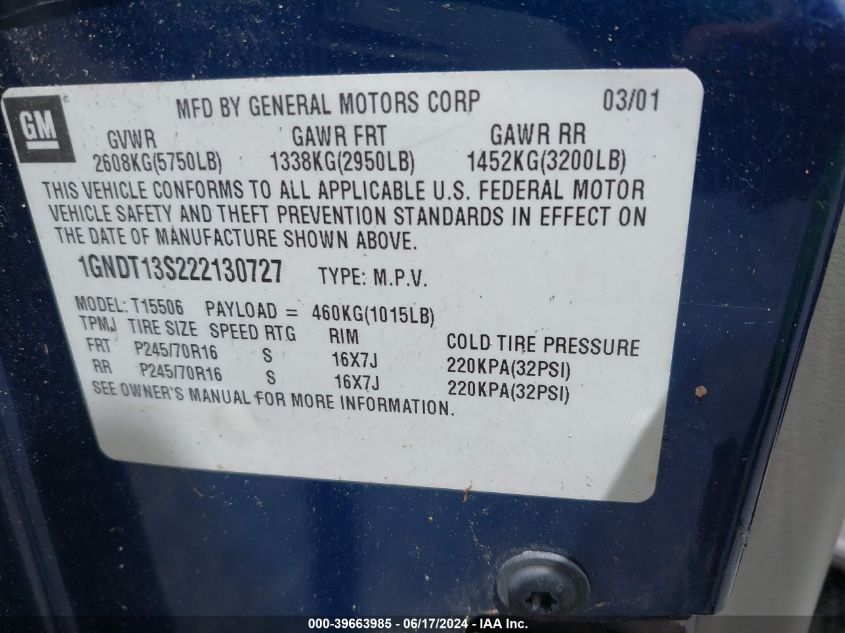 GM
MFD BY GENERAL MOTORS CORP 03/01
GVWR GAWR FRT GAWR RR
2608KG(5750LB) 1338KG(2950LB) 1452KG(3200LB)
THIS VEHICLE CONFORMS TO ALL APPLICABLE U.S. FEDERAL MOTOR
VEHICLE SAFETY AND THEFT PREVENTION STANDARDS IN EFFECT ON
THE DATE OF MANUFACTURE SHOWN ABOVE.
1GNDT13S222130727 TYPE: M.P.V.
MODEL: T15506 PAYLOAD = 460KG(1015LB)
TPMJ TIRE SIZE SPEED RTG RIM COLD TIRE PRESSURE
FRT P245/70R16 S 16X7J 220KPA(32PSI)
RR P245/70R16 S 16X7J 220KPA(32PSI)
SEE OWNER'S MANUAL FOR MORE INFORMATION.
000-39663985 - 06/17/2024 - IAA Inc.